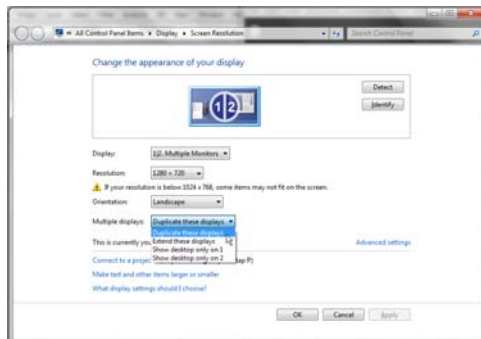 « All Control Panel Items ▸ Display ▸ Screen Resolution
Search Control Panel
Change the appearance of your display
1|2
Detect
Identify
Display: 1|2. Multiple Monitors
Resolution: 1280 × 720
If your resolution is below 1024 x 768, some items may not fit on the screen.
Orientation: Landscape
Multiple displays: Duplicate these displays
Duplicate these displays
This is currently you
Extend these displays
Advanced settings
Show desktop only on 1
Connect to a projec
tap P)
Show desktop only on 2
Make text and other items larger or smaller
What display settings should I choose?
OK
Cancel
Apply